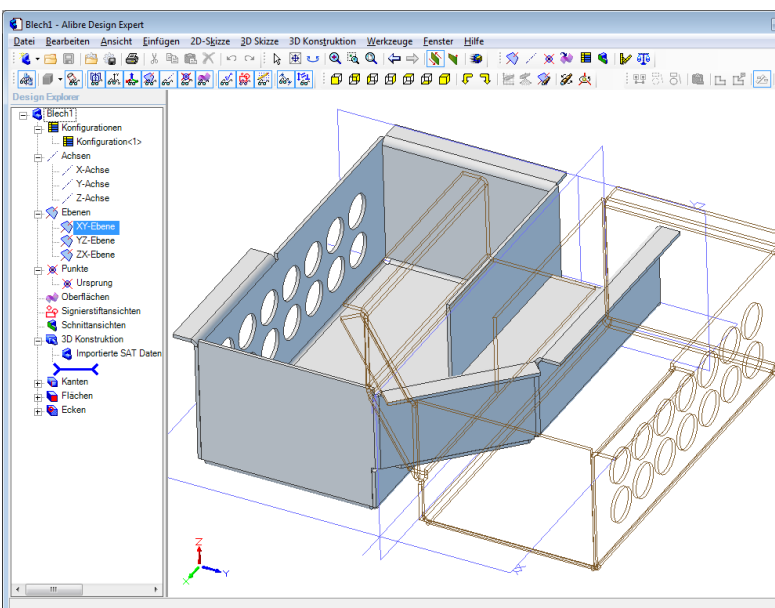 Blech1 - Alibre Design Expert
Datei Bearbeiten Ansicht Einfügen 2D-Skizze 3D Skizze 3D Konstruktion Werkzeuge Fenster Hilfe
Design Explorer
Blech1
Konfigurationen
Konfiguration<1>
Achsen
X-Achse
Y-Achse
Z-Achse
Ebenen
XY-Ebene
YZ-Ebene
ZX-Ebene
Punkte
Ursprung
Oberflächen
Signierstiftansichten
Schnittansichten
3D Konstruktion
Importierte SAT Daten
Kanten
Flächen
Ecken
Z
Y
X